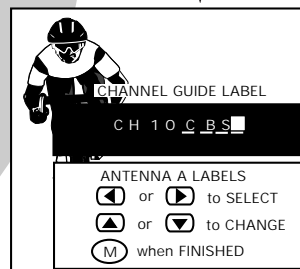 CHANNEL GUIDE LABEL
CH 10 CBS
ANTENNA A LABELS
or to SELECT
or to CHANGE
M when FINISHED